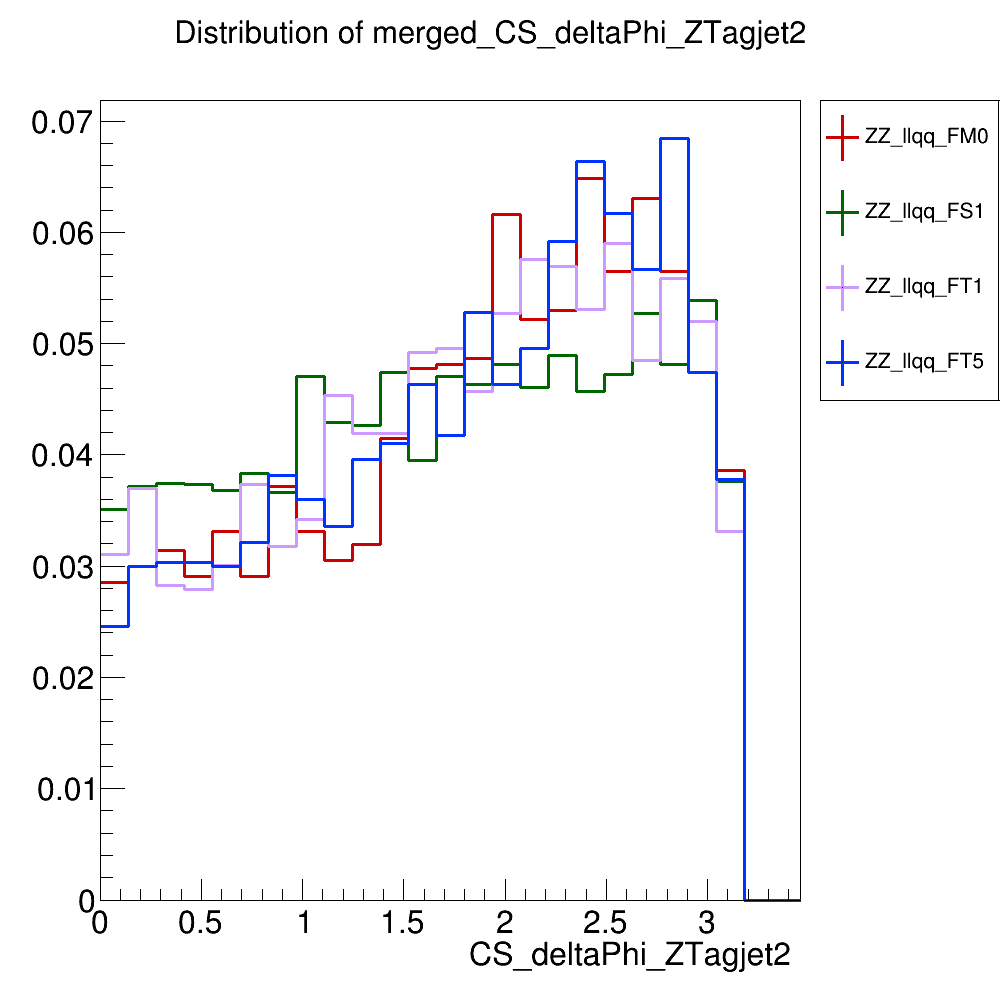 Distribution of merged_CS_deltaPhi_ZTagjet2
0.07
0.06
0.05
0.04
0.03
0.02
0.01
0
0 0.5 1 1.5 2 2.5 3
CS_deltaPhi_ZTagjet2
ZZ_llqq_FM0
ZZ_llqq_FS1
ZZ_llqq_FT1
ZZ_llqq_FT5